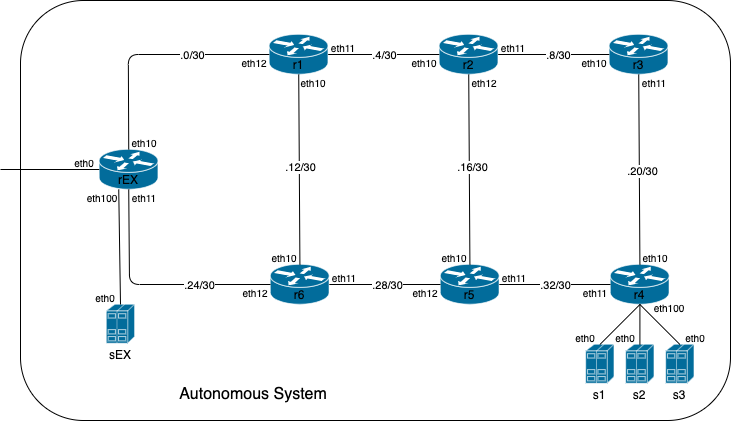 .0/30
eth12
r1
eth11
.4/30
eth10
r2
eth11
.8/30
eth10
r3
eth10
eth12
eth11
eth10
eth0
rEX
.12/30
.16/30
.20/30
eth100
eth11
eth10
eth10
eth10
.24/30
eth12
r6
eth11
.28/30
eth12
r5
eth11
.32/30
eth11
r4
eth100
eth0
sEX
eth0
eth0
eth0
s1
s2
s3
Autonomous System